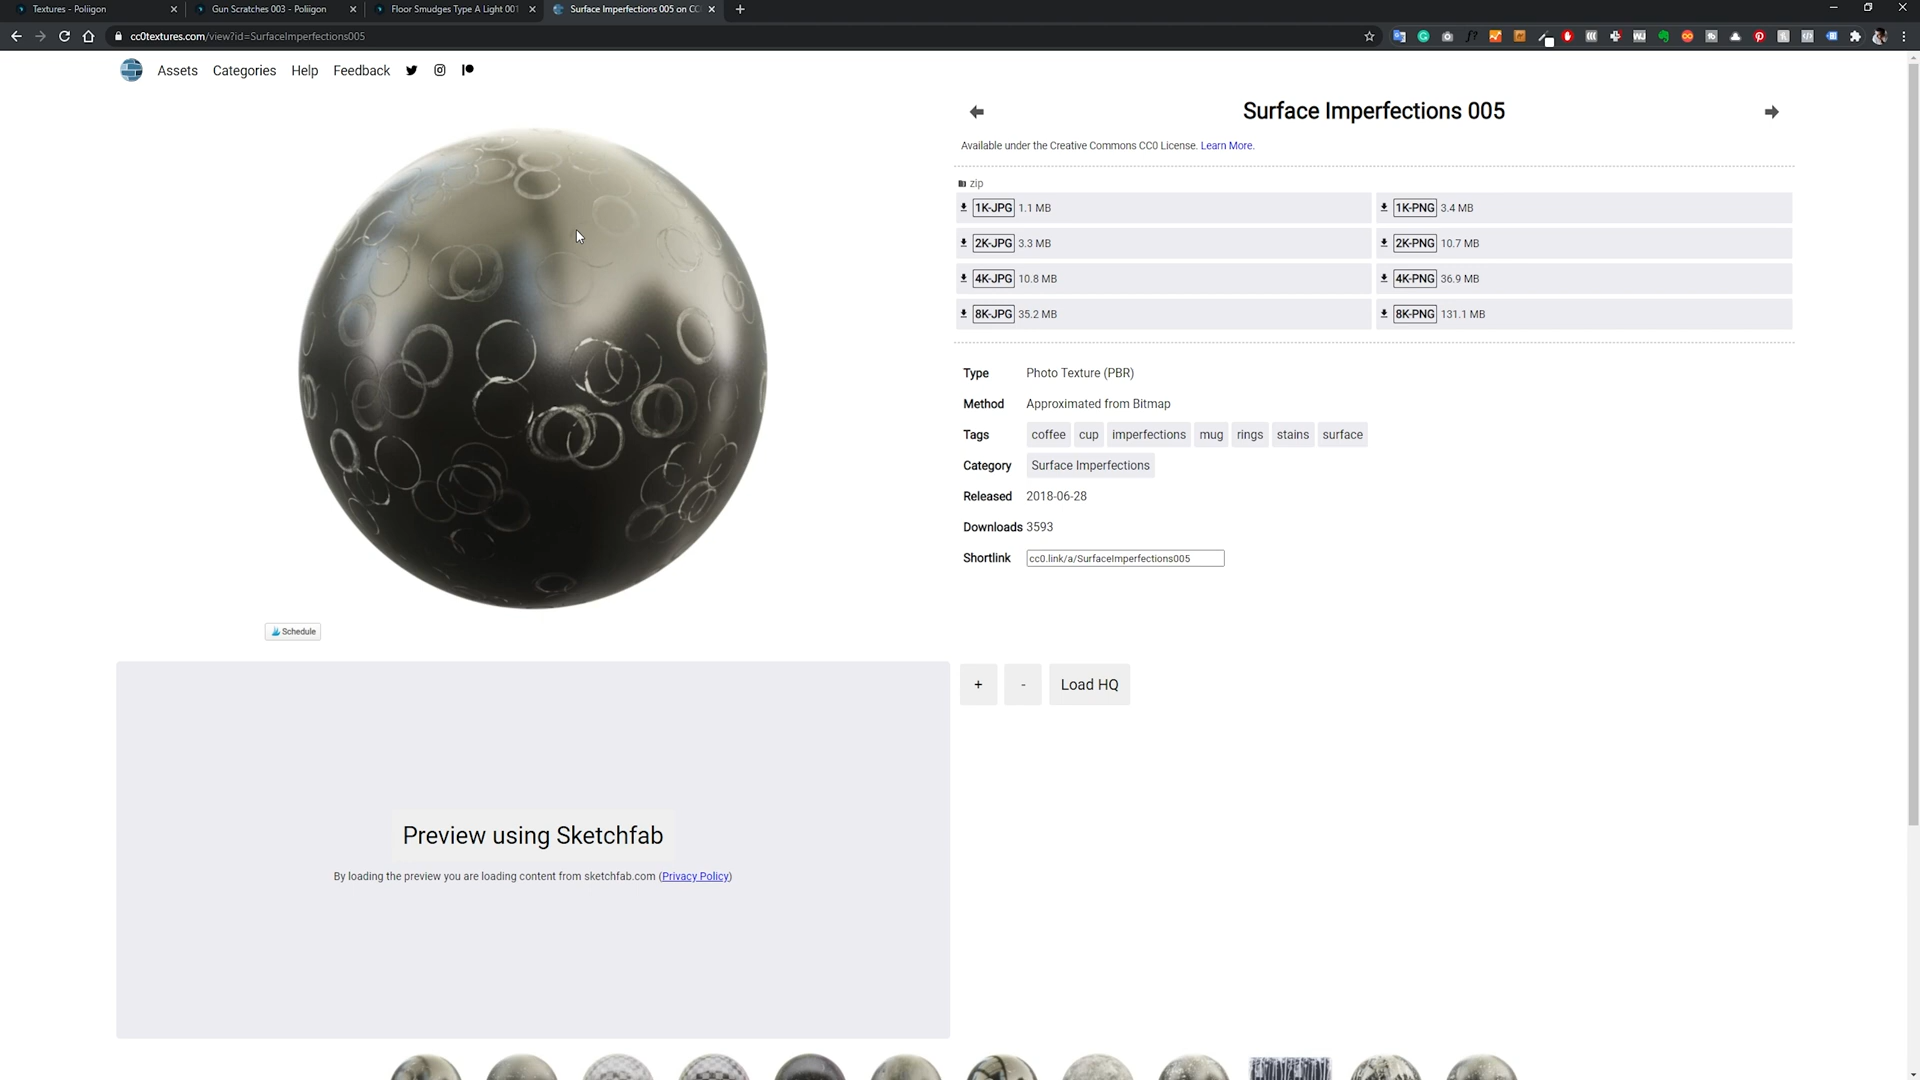 Textures - Poliigon
Gun Scratches 003 - Poliigon
Floor Smudges Type A Light 001
Surface Imperfections 005 on CC
cc0textures.com/view?id=SurfaceImperfections005
Assets
Categories
Help
Feedback
Surface Imperfections 005
Available under the Creative Commons CC0 License. Learn More.
zip
1K-JPG 1.1 MB
1K-PNG 3.4 MB
2K-JPG 3.3 MB
2K-PNG 10.7 MB
4K-JPG 10.8 MB
4K-PNG 36.9 MB
8K-JPG 35.2 MB
8K-PNG 131.1 MB
Type Photo Texture (PBR)
Method Approximated from Bitmap
Tags coffee cup imperfections mug rings stains surface
Category Surface Imperfections
Released 2018-06-28
Downloads 3593
Shortlink cc0.link/a/SurfaceImperfections005
Schedule
+ - Load HQ
Preview using Sketchfab
By loading the preview you are loading content from sketchfab.com (Privacy Policy)